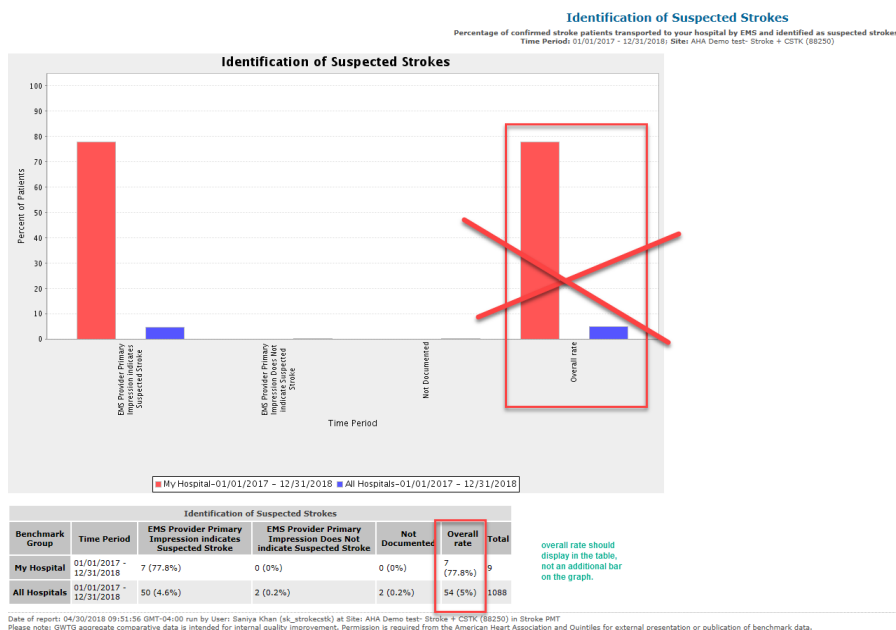 Identification of Suspected Strokes
Percentage of confirmed stroke patients transported to your hospital by EMS and identified as suspected strokes
Time Period: 01/01/2017 - 12/31/2018; Site: AHA Demo test- Stroke + CSTK (88250)
Identification of Suspected Strokes
Percent of Patients
100
90
80
70
60
50
40
30
20
10
0
EMS Provider Primary
Impression indicates
Suspected Stroke
EMS Provider Primary
Impression Does Not
indicate Suspected
Stroke
Not Documented
Overall rate
Time Period
My Hospital-01/01/2017 - 12/31/2018 All Hospitals-01/01/2017 - 12/31/2018
Identification of Suspected Strokes
Benchmark Group Time Period EMS Provider Primary Impression indicates Suspected Stroke EMS Provider Primary Impression Does Not indicate Suspected Stroke Not Documented Overall rate Total
My Hospital 01/01/2017 - 12/31/2018 7 (77.8%) 0 (0%) 0 (0%) 7 (77.8%) 9
All Hospitals 01/01/2017 - 12/31/2018 50 (4.6%) 2 (0.2%) 2 (0.2%) 54 (5%) 1088
overall rate should
display in the table,
not an additional bar
on the graph.
Date of report: 04/30/2018 09:51:56 GMT-04:00 run by User: Saniya Khan (sk_strokecstk) at Site: AHA Demo test- Stroke + CSTK (88250) in Stroke PMT
Please note: GWTG aggregate comparative data is intended for internal quality improvement. Permission is required from the American Heart Association and Quintiles for external presentation or publication of benchmark data.